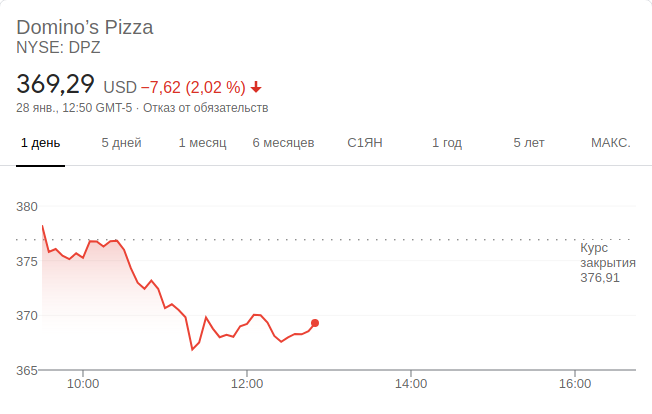 Domino’s Pizza
NYSE: DPZ
369,29 USD −7,62 (2,02 %)
28 янв., 12:50 GMT-5 · Отказ от обязательств
1 день 5 дней 1 месяц 6 месяцев С1ЯН 1 год 5 лет МАКС.
380
375
370
365
Курс
закрытия
376,91
10:00 12:00 14:00 16:00